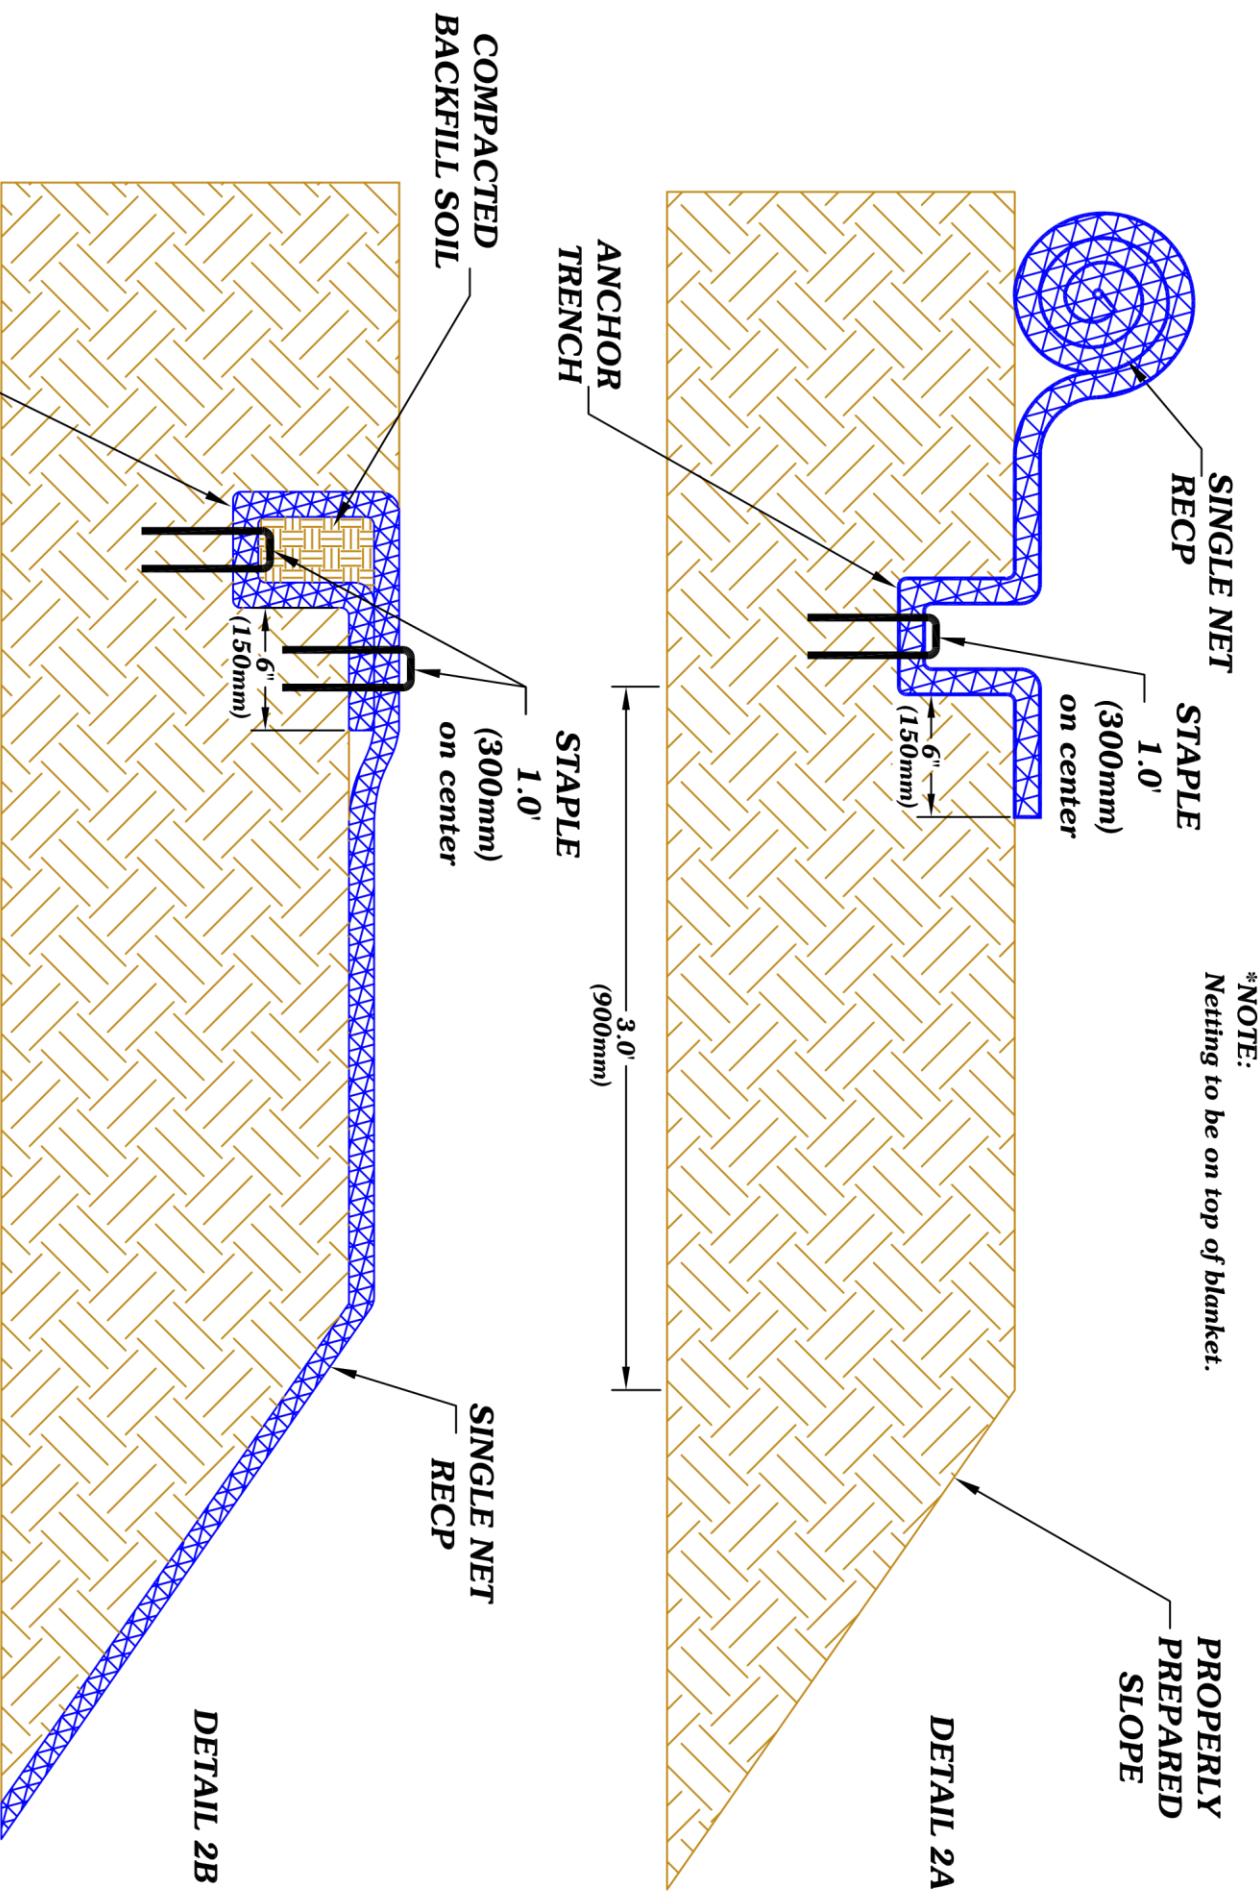 *NOTE:
Netting to be on top of blanket.
SINGLE NET
RECP
STAPLE
1.0'
(300mm)
on center
PROPERLY
PREPARED
SLOPE
6"
(150mm)
DETAIL 2A
ANCHOR
TRENCH
3.0'
(900mm)
COMPACTED
BACKFILL SOIL
STAPLE
1.0'
(300mm)
on center
SINGLE NET
RECP
6"
(150mm)
DETAIL 2B